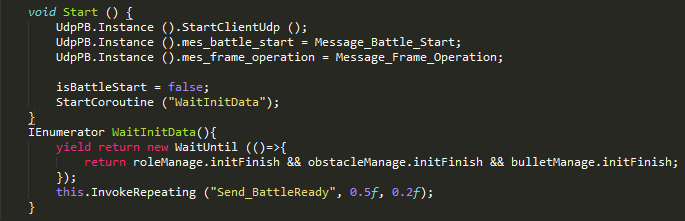 void Start () {
UdpPB.Instance ().StartClientUdp ();
UdpPB.Instance ().mes_battle_start = Message_Battle_Start;
UdpPB.Instance ().mes_frame_operation = Message_Frame_Operation;
isBattleStart = false;
StartCoroutine ("WaitInitData");
}
IEnumerator WaitInitData(){
yield return new WaitUntil (()=>{
return roleManage.initFinish && obstacleManage.initFinish && bulletManage.initFinish;
});
this.InvokeRepeating ("Send_BattleReady", 0.5f, 0.2f);
}